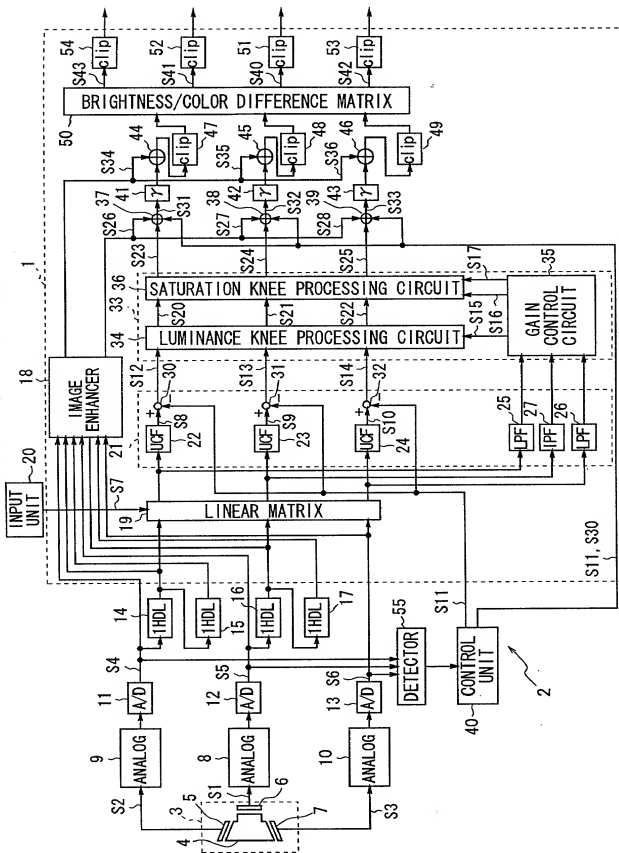 54
clip
S43
52
clip
S41
51
clip
S40
53
clip
S42
50
BRIGHTNESS/COLOR DIFFERENCE MATRIX
44
47
clip
S34
45
48
clip
S35
46
49
clip
S36
41
γ
S31
42
γ
S32
43
γ
S33
37
S26
38
S27
39
S28
S23
S24
S25
1
36
SATURATION KNEE PROCESSING CIRCUIT
S17
S16
S15
33
S20
S21
S22
34
LUMINANCE KNEE PROCESSING CIRCUIT
35
GAIN
CONTROL
CIRCUIT
S12
S13
S14
18
IMAGE
ENHANCER
30
+
-
31
+
-
32
+
-
S8
S9
S10
21
UCF
22
UCF
23
UCF
24
25
LPF
27
LPF
26
LPF
20
INPUT
UNIT
S7
19
LINEAR MATRIX
S11, S30
S11
14
1HDL
1HDL
15
16
1HDL
1HDL
17
55
DETECTOR
CONTROL
UNIT
40
2
S4
S5
S6
11
A/D
12
A/D
13
A/D
9
ANALOG
8
ANALOG
10
ANALOG
S2
S1
S3
3
5
6
4
7